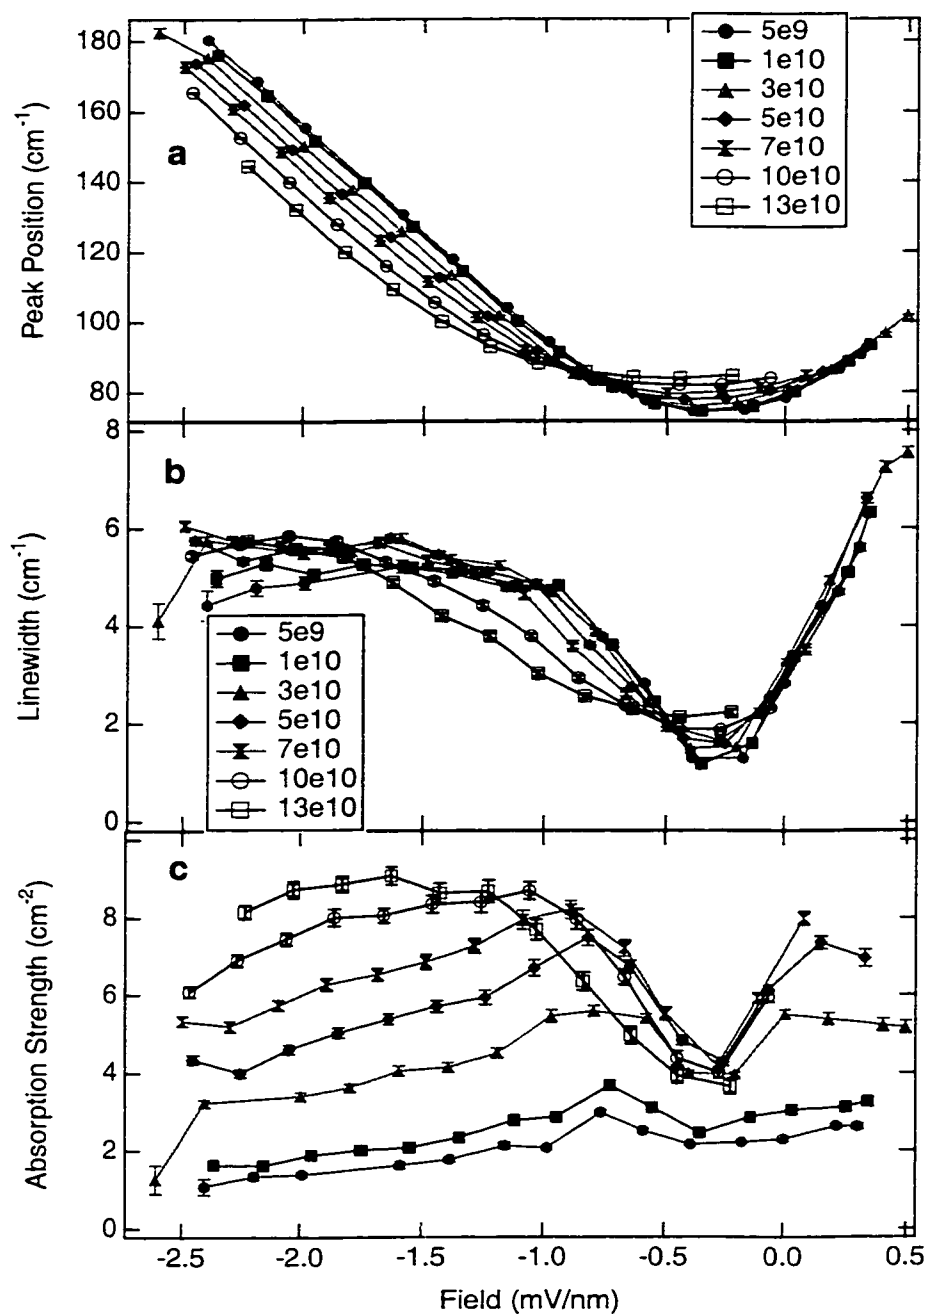 180
160
140
120
100
80
Peak Position (cm-1)
a
5e9
1e10
3e10
5e10
7e10
10e10
13e10
8
6
4
2
0
Linewidth (cm-1)
b
5e9
1e10
3e10
5e10
7e10
10e10
13e10
8
6
4
2
0
Absorption Strength (cm-2)
c
-2.5 -2.0 -1.5 -1.0 -0.5 0.0 0.5
Field (mV/nm)